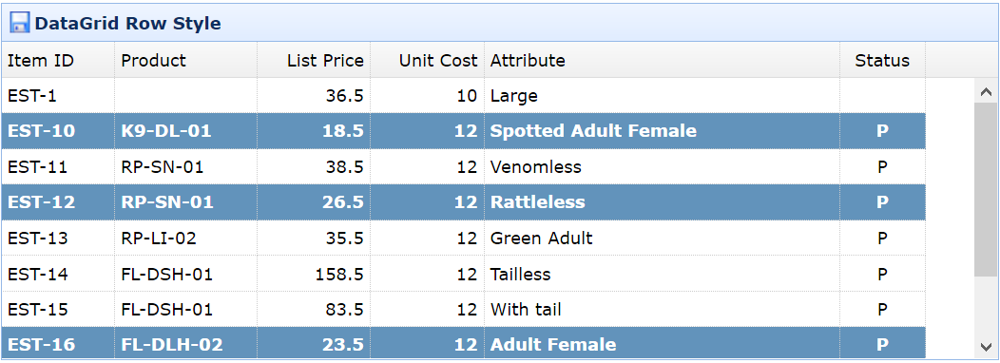 DataGrid Row Style
Item ID Product List Price Unit Cost Attribute Status
EST-1 36.5 10 Large
EST-10 K9-DL-01 18.5 12 Spotted Adult Female P
EST-11 RP-SN-01 38.5 12 Venomless P
EST-12 RP-SN-01 26.5 12 Rattleless P
EST-13 RP-LI-02 35.5 12 Green Adult P
EST-14 FL-DSH-01 158.5 12 Tailless P
EST-15 FL-DSH-01 83.5 12 With tail P
EST-16 FL-DLH-02 23.5 12 Adult Female P